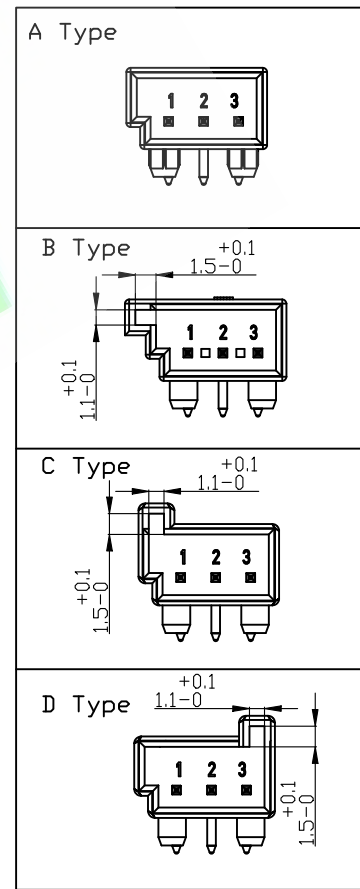 A Type
1 2 3
B Type
+0.1
1.5-0
+0.1
1.1-0
1 2 3
C Type
+0.1
1.1-0
+0.1
1.5-0
1 2 3
D Type
+0.1
1.1-0
+0.1
1.5-0
1 2 3